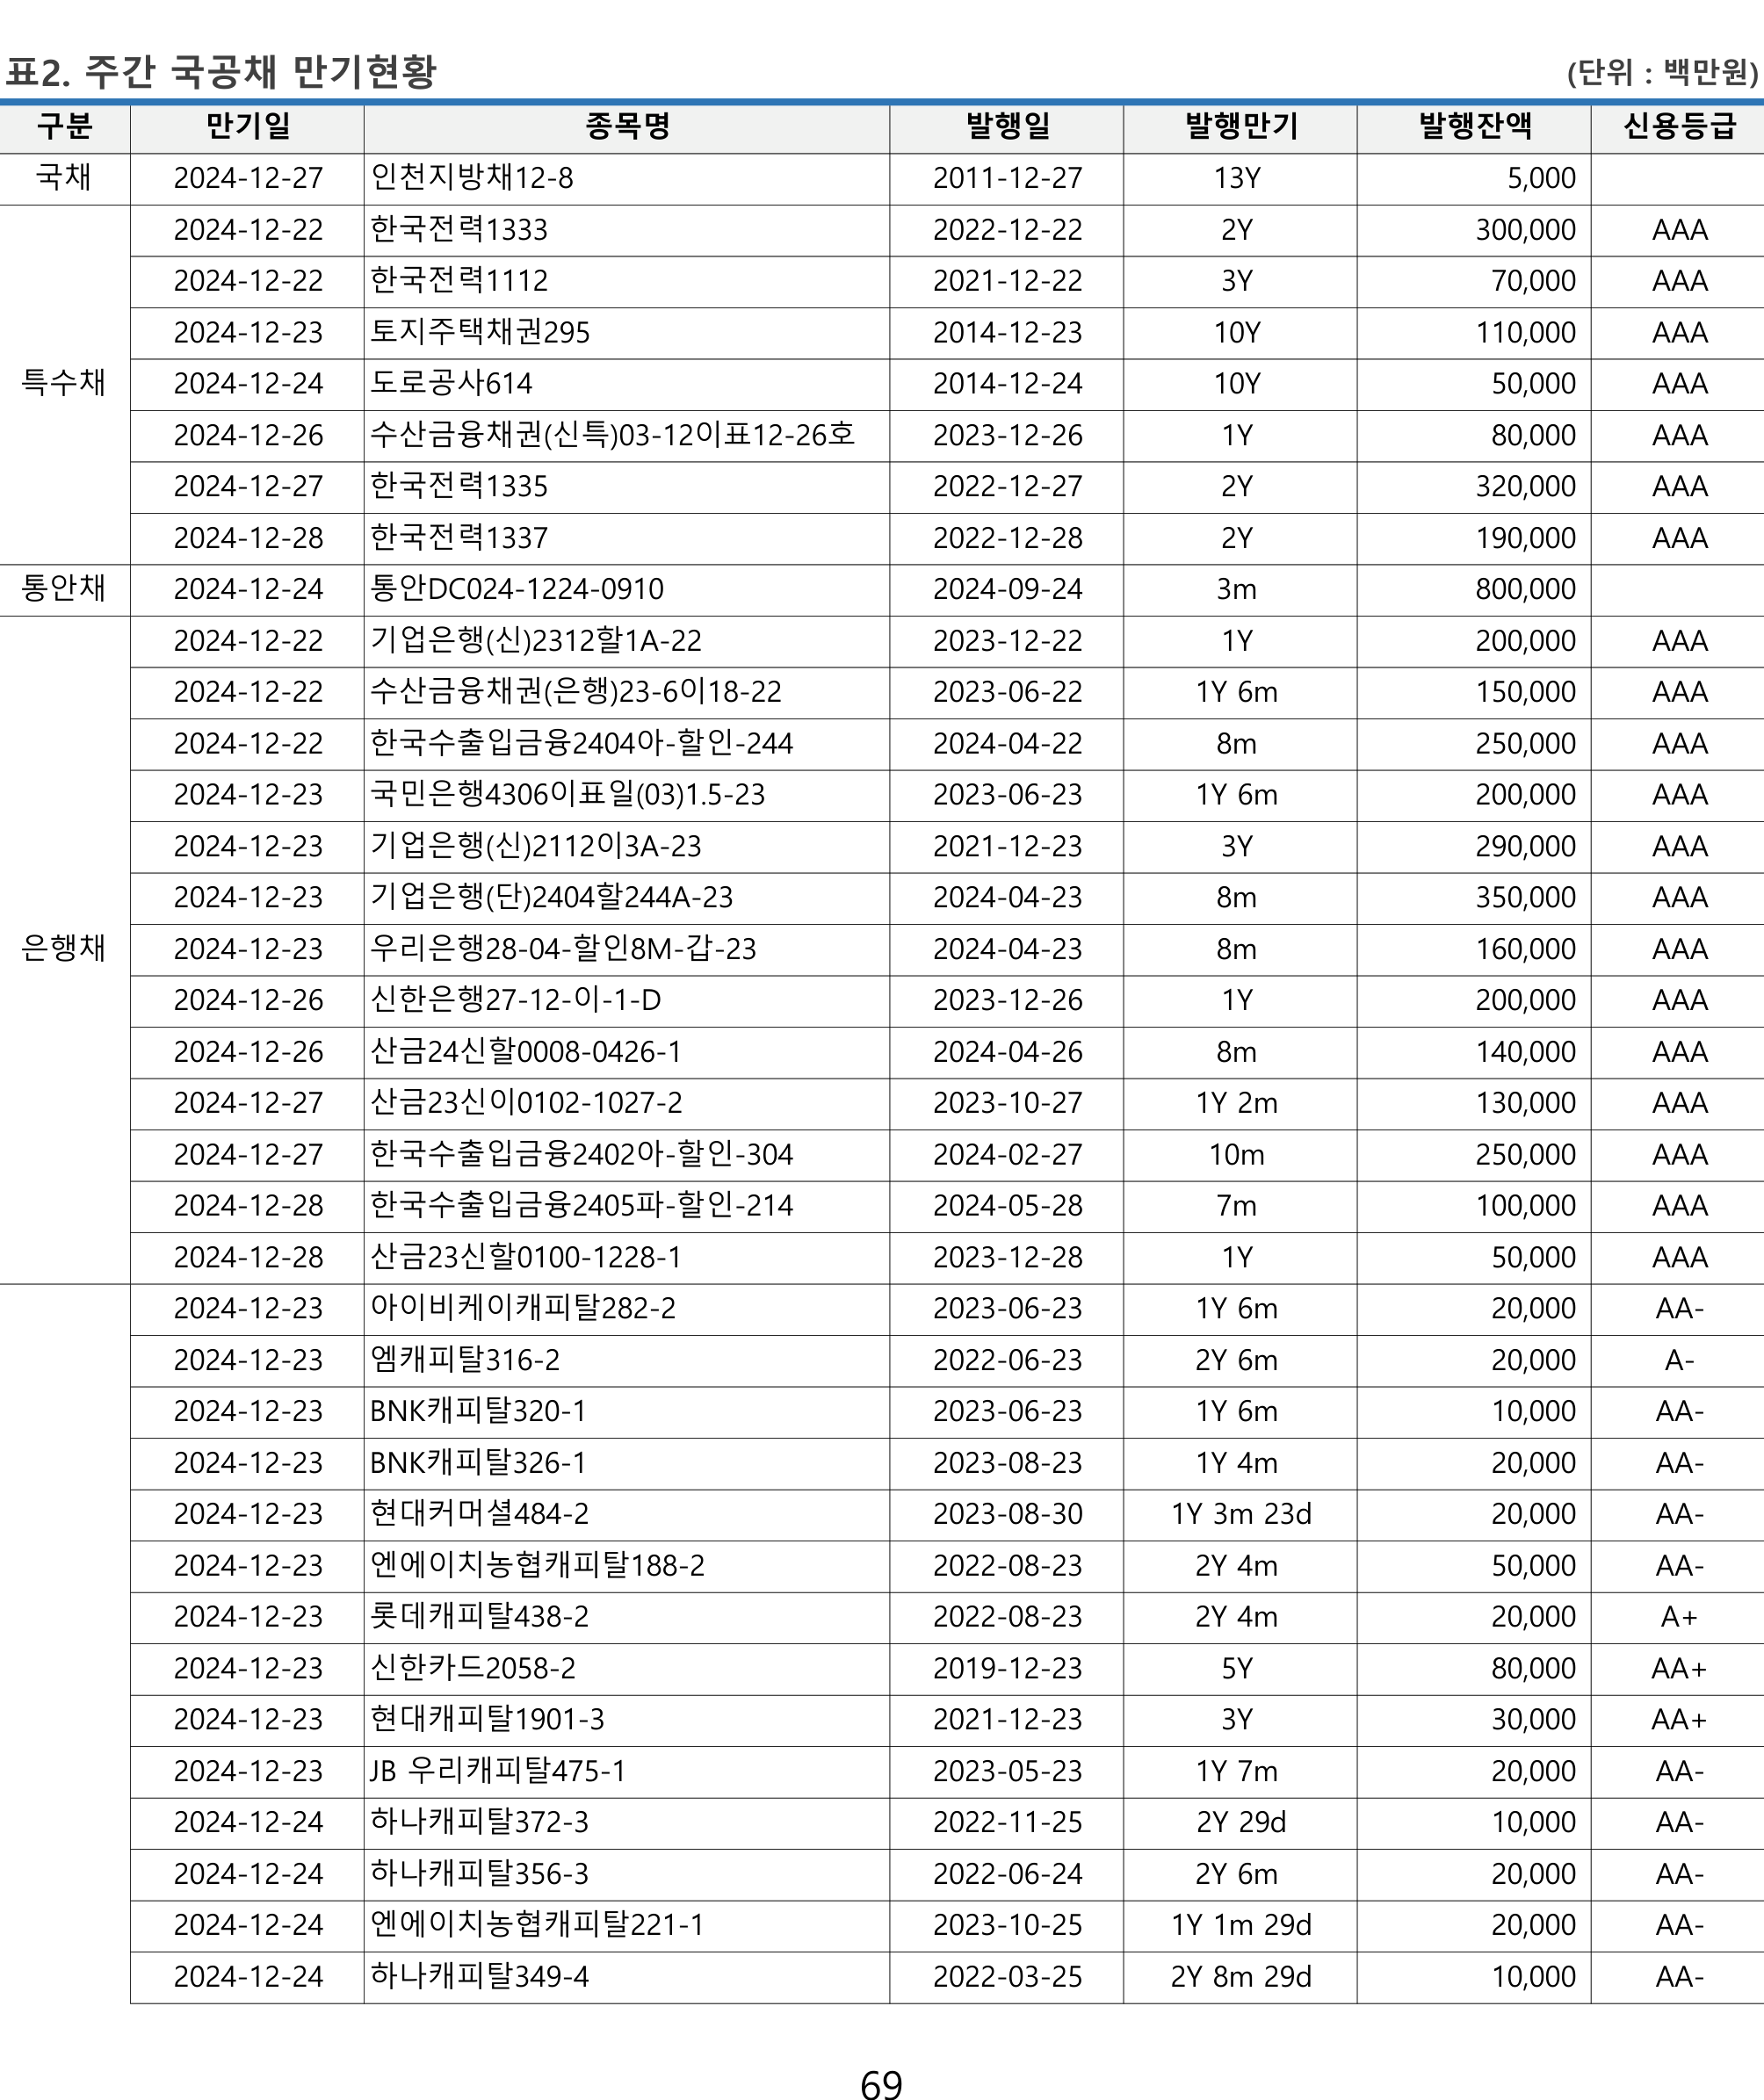 표2. 주간 국공채 만기현황 (단위 : 백만원)
구분 만기일 종목명 발행일 발행만기 발행잔액 신용등급
국채 2024-12-27 인천지방채12-8 2011-12-27 13Y 5,000
2024-12-22 한국전력1333 2022-12-22 2Y 300,000 AAA
2024-12-22 한국전력1112 2021-12-22 3Y 70,000 AAA
2024-12-23 토지주택채권295 2014-12-23 10Y 110,000 AAA
특수채 2024-12-24 도로공사614 2014-12-24 10Y 50,000 AAA
2024-12-26 수산금융채권(신특)03-12이표12-26호 2023-12-26 1Y 80,000 AAA
2024-12-27 한국전력1335 2022-12-27 2Y 320,000 AAA
2024-12-28 한국전력1337 2022-12-28 2Y 190,000 AAA
통안채 2024-12-24 통안DC024-1224-0910 2024-09-24 3m 800,000
2024-12-22 기업은행(신)2312할1A-22 2023-12-22 1Y 200,000 AAA
2024-12-22 수산금융채권(은행)23-6이18-22 2023-06-22 1Y 6m 150,000 AAA
2024-12-22 한국수출입금융2404아-할인-244 2024-04-22 8m 250,000 AAA
2024-12-23 국민은행4306이표일(03)1.5-23 2023-06-23 1Y 6m 200,000 AAA
2024-12-23 기업은행(신)2112이3A-23 2021-12-23 3Y 290,000 AAA
2024-12-23 기업은행(단)2404할244A-23 2024-04-23 8m 350,000 AAA
은행채 2024-12-23 우리은행28-04-할인8M-갑-23 2024-04-23 8m 160,000 AAA
2024-12-26 신한은행27-12-이-1-D 2023-12-26 1Y 200,000 AAA
2024-12-26 산금24신할0008-0426-1 2024-04-26 8m 140,000 AAA
2024-12-27 산금23신이0102-1027-2 2023-10-27 1Y 2m 130,000 AAA
2024-12-27 한국수출입금융2402아-할인-304 2024-02-27 10m 250,000 AAA
2024-12-28 한국수출입금융2405파-할인-214 2024-05-28 7m 100,000 AAA
2024-12-28 산금23신할0100-1228-1 2023-12-28 1Y 50,000 AAA
2024-12-23 아이비케이캐피탈282-2 2023-06-23 1Y 6m 20,000 AA-
2024-12-23 엠캐피탈316-2 2022-06-23 2Y 6m 20,000 A-
2024-12-23 BNK캐피탈320-1 2023-06-23 1Y 6m 10,000 AA-
2024-12-23 BNK캐피탈326-1 2023-08-23 1Y 4m 20,000 AA-
2024-12-23 현대커머셜484-2 2023-08-30 1Y 3m 23d 20,000 AA-
2024-12-23 엔에이치농협캐피탈188-2 2022-08-23 2Y 4m 50,000 AA-
2024-12-23 롯데캐피탈438-2 2022-08-23 2Y 4m 20,000 A+
2024-12-23 신한카드2058-2 2019-12-23 5Y 80,000 AA+
2024-12-23 현대캐피탈1901-3 2021-12-23 3Y 30,000 AA+
2024-12-23 JB 우리캐피탈475-1 2023-05-23 1Y 7m 20,000 AA-
2024-12-24 하나캐피탈372-3 2022-11-25 2Y 29d 10,000 AA-
2024-12-24 하나캐피탈356-3 2022-06-24 2Y 6m 20,000 AA-
2024-12-24 엔에이치농협캐피탈221-1 2023-10-25 1Y 1m 29d 20,000 AA-
2024-12-24 하나캐피탈349-4 2022-03-25 2Y 8m 29d 10,000 AA-
69